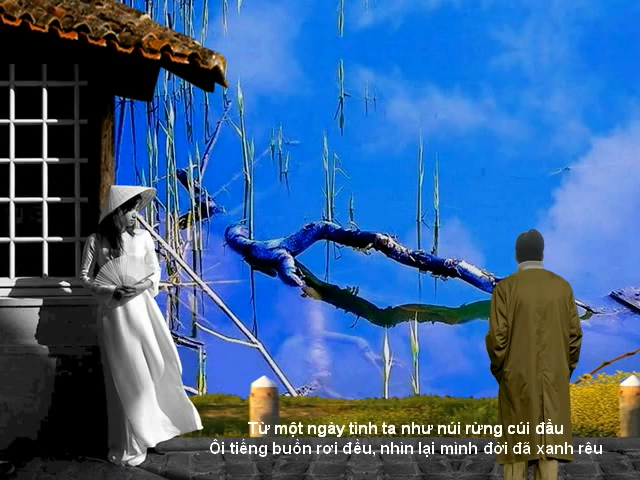 Từ một ngày tình ta như núi rừng cúi đầu
Ôi tiếng buồn rơi đều, nhìn lại mình đời đã xanh rêu